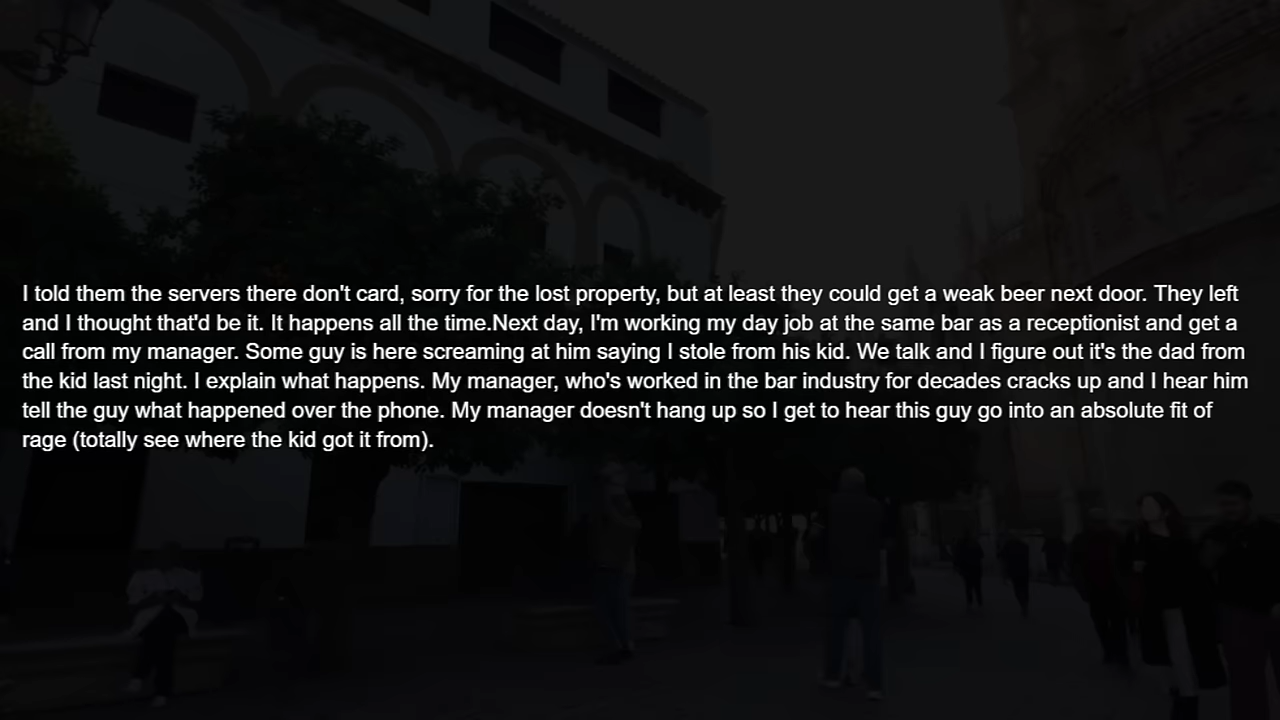 I told them the servers there don't card, sorry for the lost property, but at least they could get a weak beer next door. They left
and I thought that'd be it. It happens all the time.Next day, I'm working my day job at the same bar as a receptionist and get a
call from my manager. Some guy is here screaming at him saying I stole from his kid. We talk and I figure out it's the dad from
the kid last night. I explain what happens. My manager, who's worked in the bar industry for decades cracks up and I hear him
tell the guy what happened over the phone. My manager doesn't hang up so I get to hear this guy go into an absolute fit of
rage (totally see where the kid got it from).